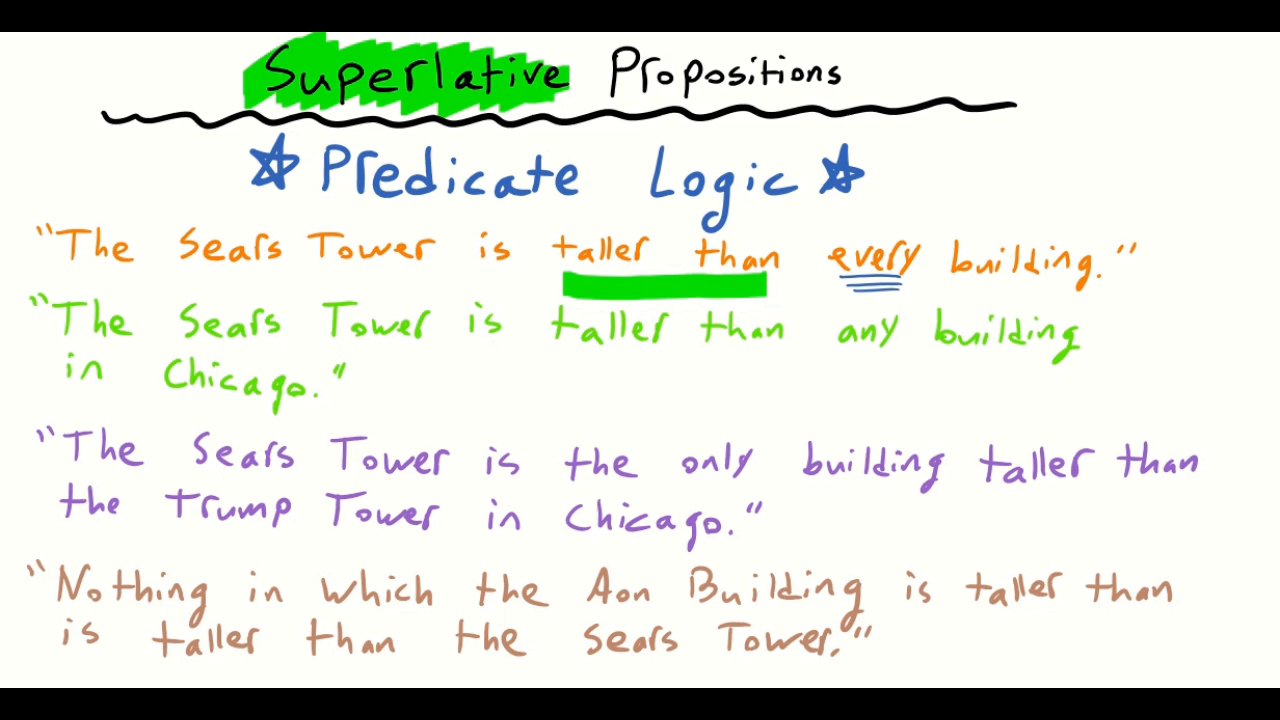 Superlative Propositions
Predicate Logic
"The Sears Tower is taller than every building."
"The Sears Tower is taller than any building
in Chicago."
"The Sears Tower is the only building taller than
the Trump Tower in Chicago."
"Nothing in which the Aon Building is taller than
is taller than the Sears Tower."